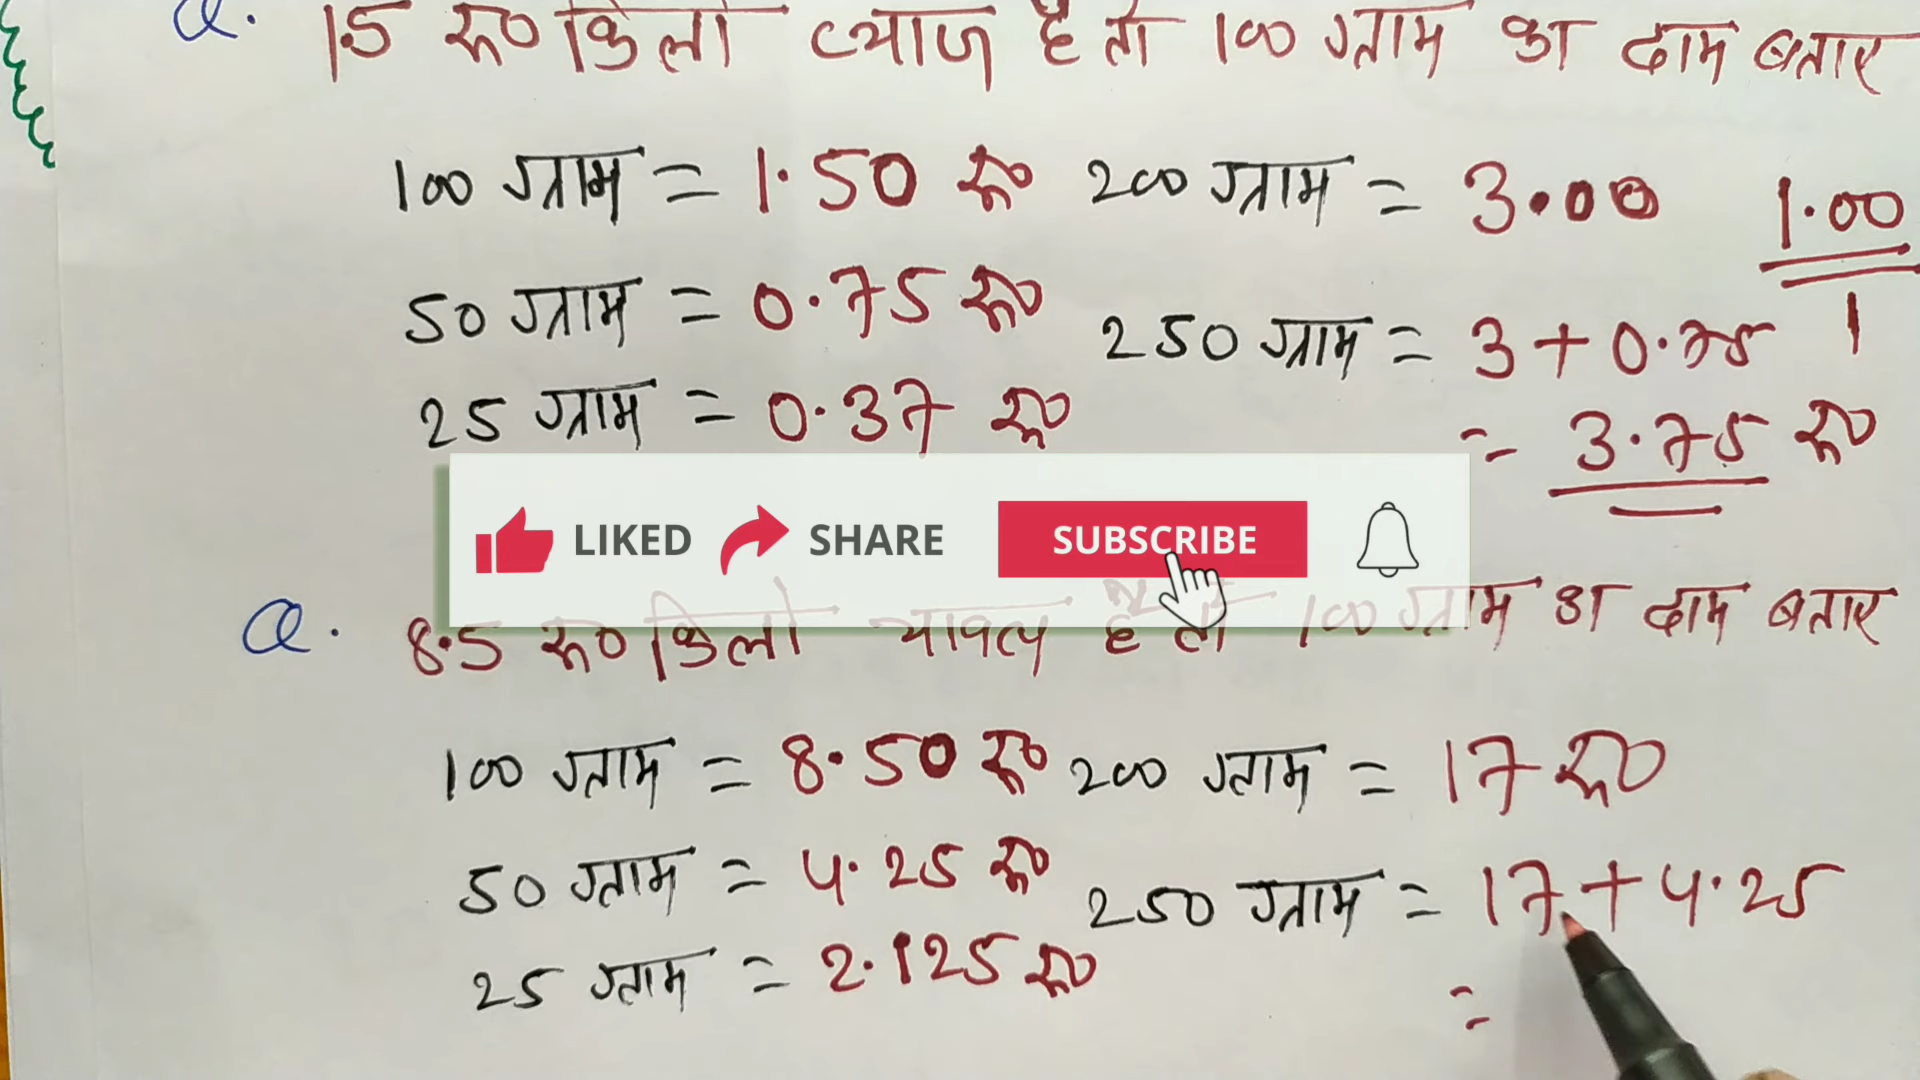 Q. 15 रू० किलो प्याज है तो 100 ग्राम का दाम बताए
100 ग्राम = 1.50 रू० 200 ग्राम = 3.00 1.00
50 ग्राम = 0.75 रू० 250 ग्राम = 3 + 0.75 1
25 ग्राम = 0.37 रू० = 3.75 रू०
LIKED SHARE SUBSCRIBE
Q. 8.5 रू० किलो चावल है तो 100 ग्राम का दाम बताए
100 ग्राम = 8.50 रू० 200 ग्राम = 17 रू०
50 ग्राम = 4.25 रू० 250 ग्राम = 17 + 4.25
25 ग्राम = 2.125 रू० =